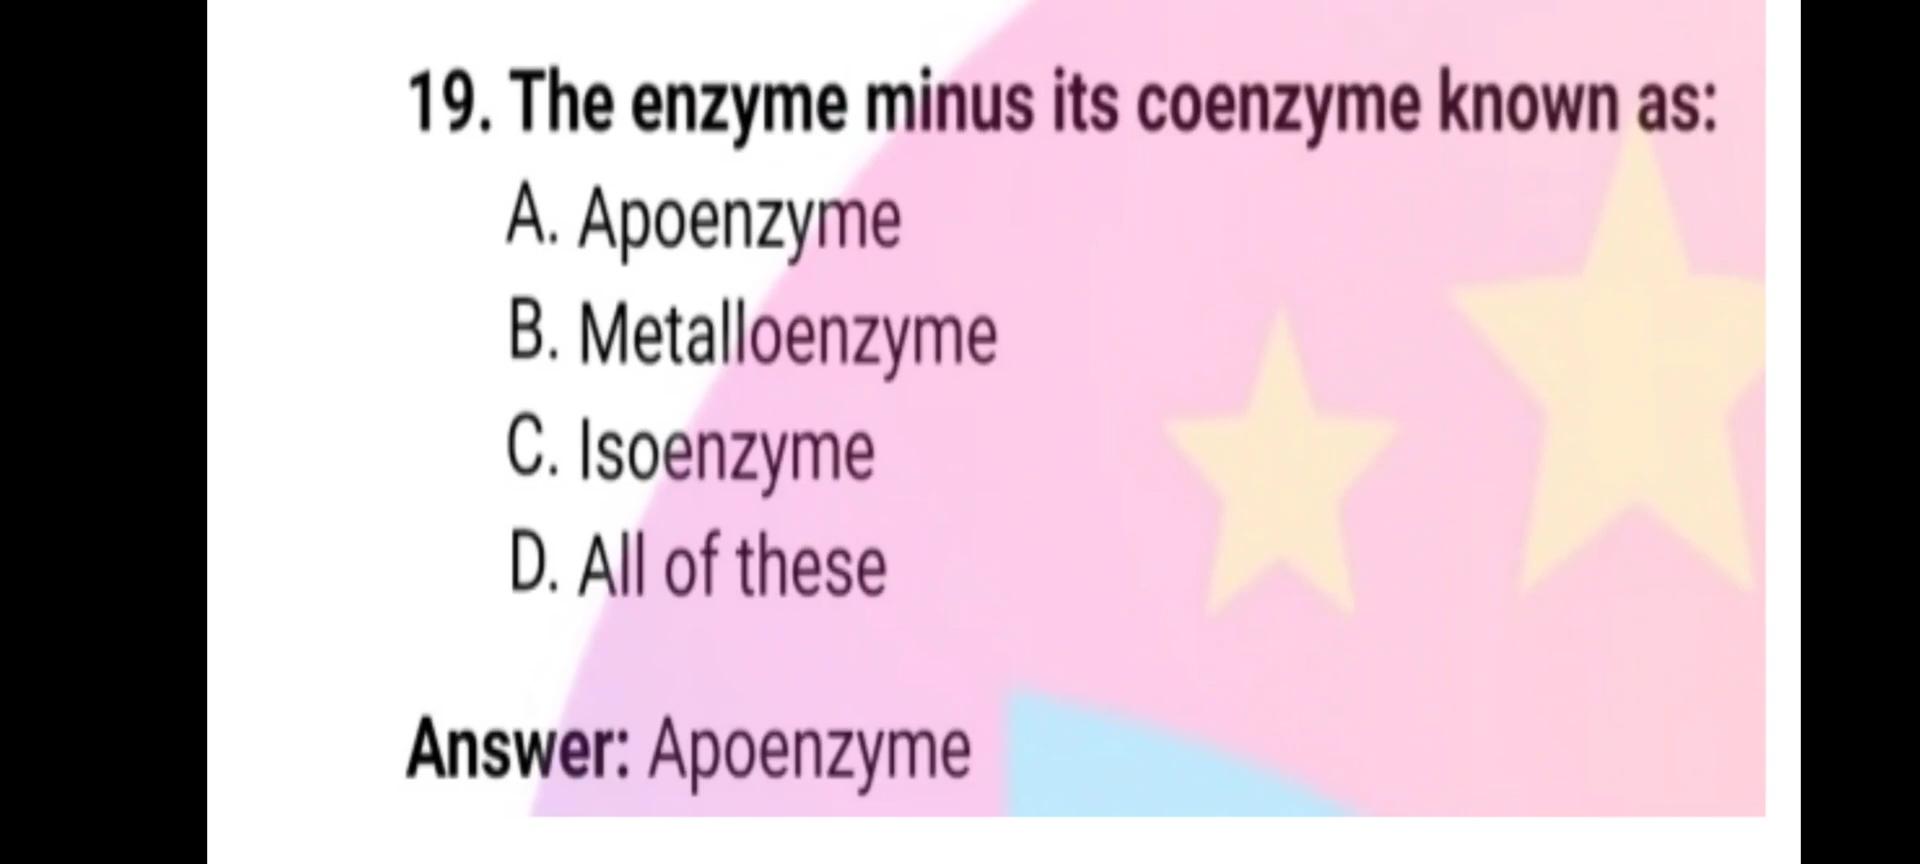 19. The enzyme minus its coenzyme known as:
A. Apoenzyme
B. Metalloenzyme
C. Isoenzyme
D. All of these
Answer: Apoenzyme